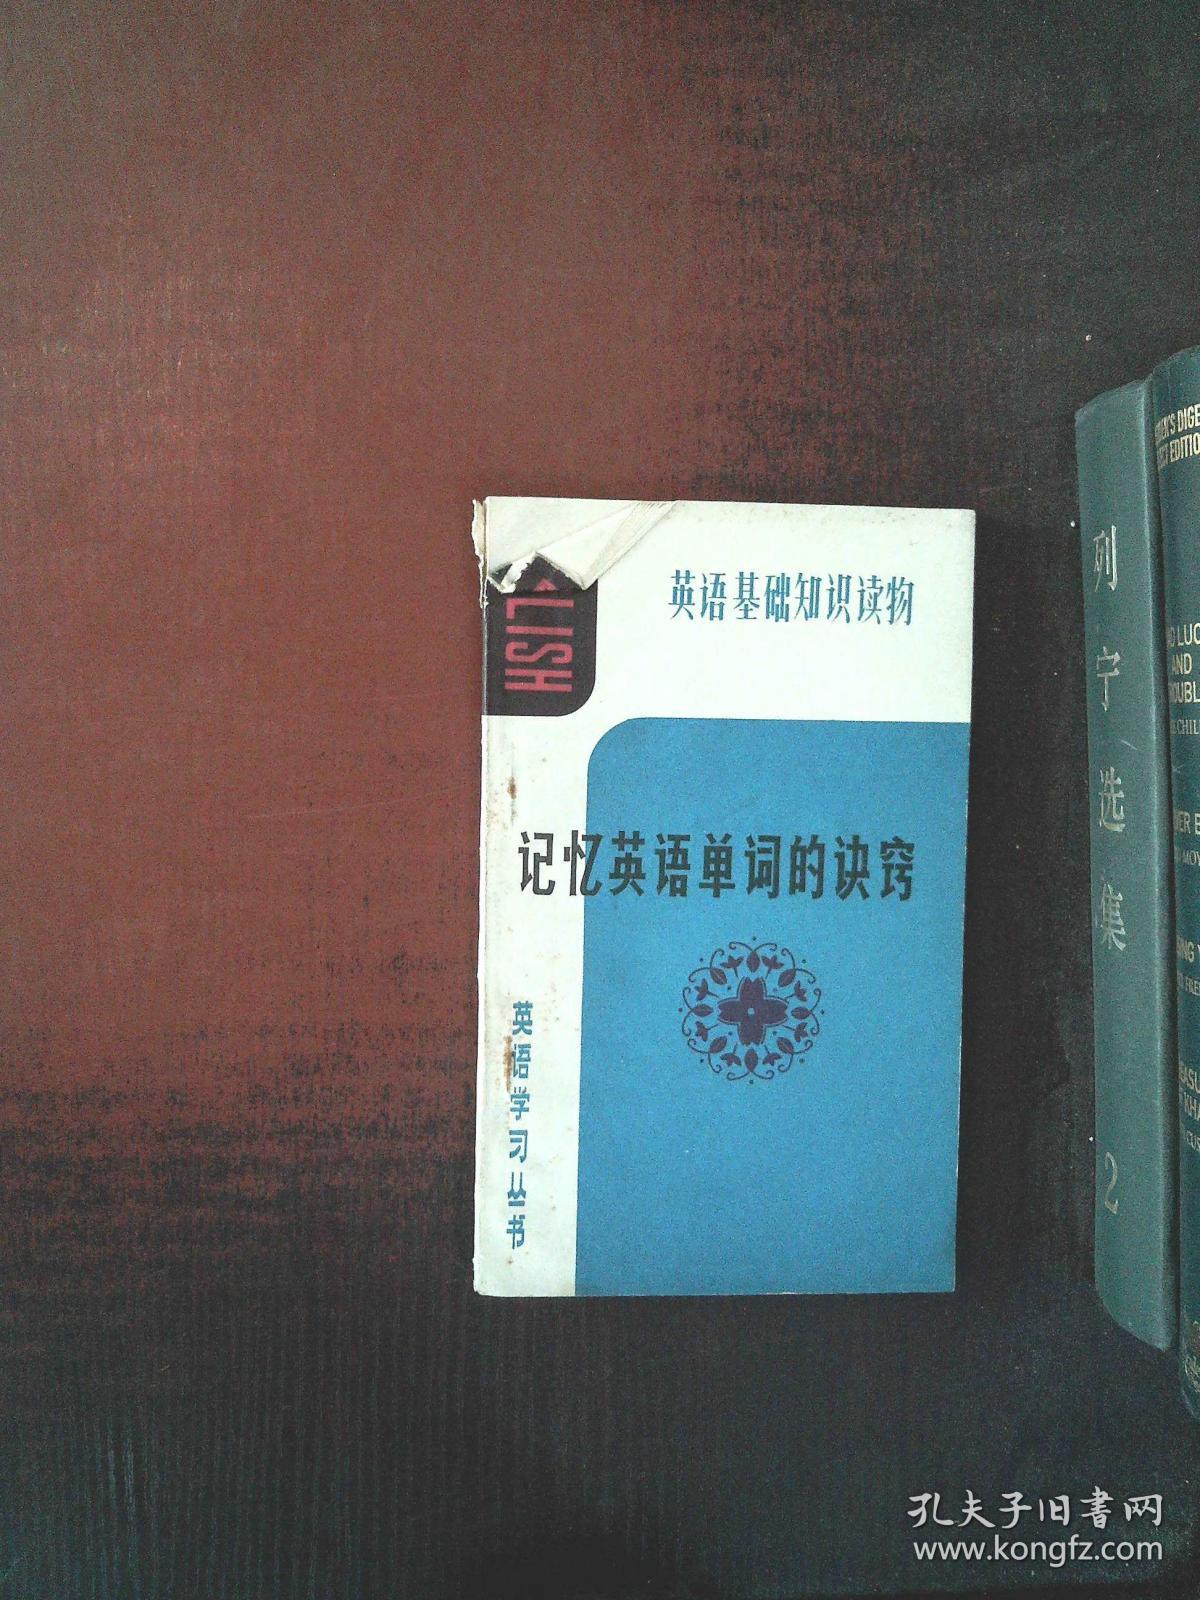 英语基础知识读物
LISH
记忆英语单词的诀窍
英语学习丛书
列宁选集 2
DIGE
EDITIO
AND
孔夫子旧书网
www.kongfz.com